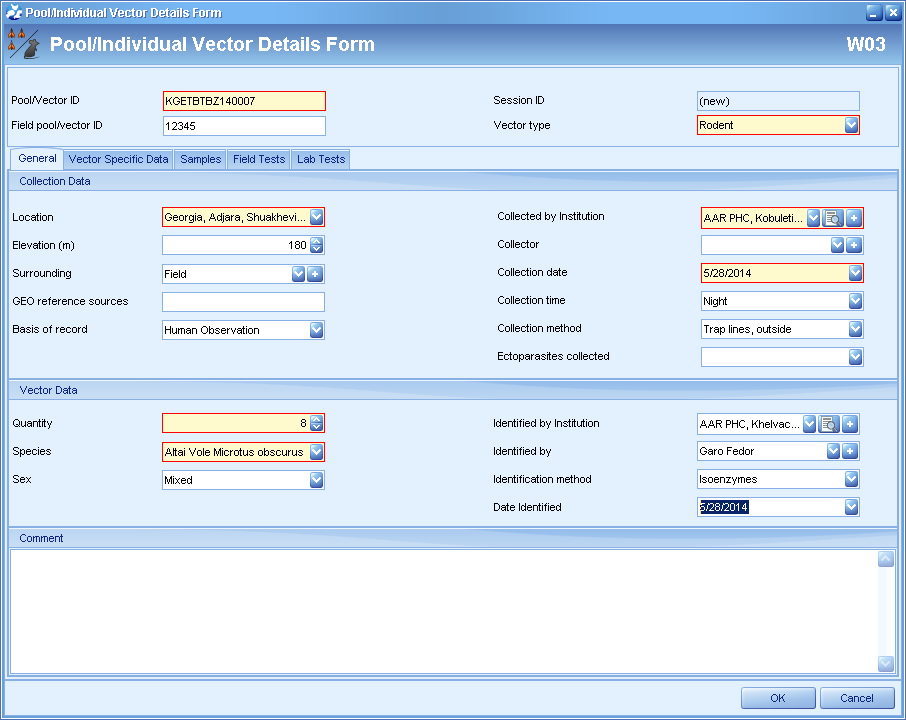 Pool/Individual Vector Details Form
Pool/Individual Vector Details Form W03
Pool/Vector ID KGETBTBZ140007 Session ID (new)
Field pool/vector ID 12345 Vector type Rodent
General Vector Specific Data Samples Field Tests Lab Tests
Collection Data
Location Georgia, Adjara, Shuakhevi... Collected by Institution AAR PHC, Kobuleti...
Elevation (m) 180 Collector
Surrounding Field Collection date 5/28/2014
GEO reference sources Collection time Night
Basis of record Human Observation Collection method Trap lines, outside
Ectoparasites collected
Vector Data
Quantity 8 Identified by Institution AAR PHC, Khelvac...
Species Altai Vole Microtus obscurus Identified by Garo Fedor
Sex Mixed Identification method Isoenzymes
Date Identified 5/28/2014
Comment
OK Cancel